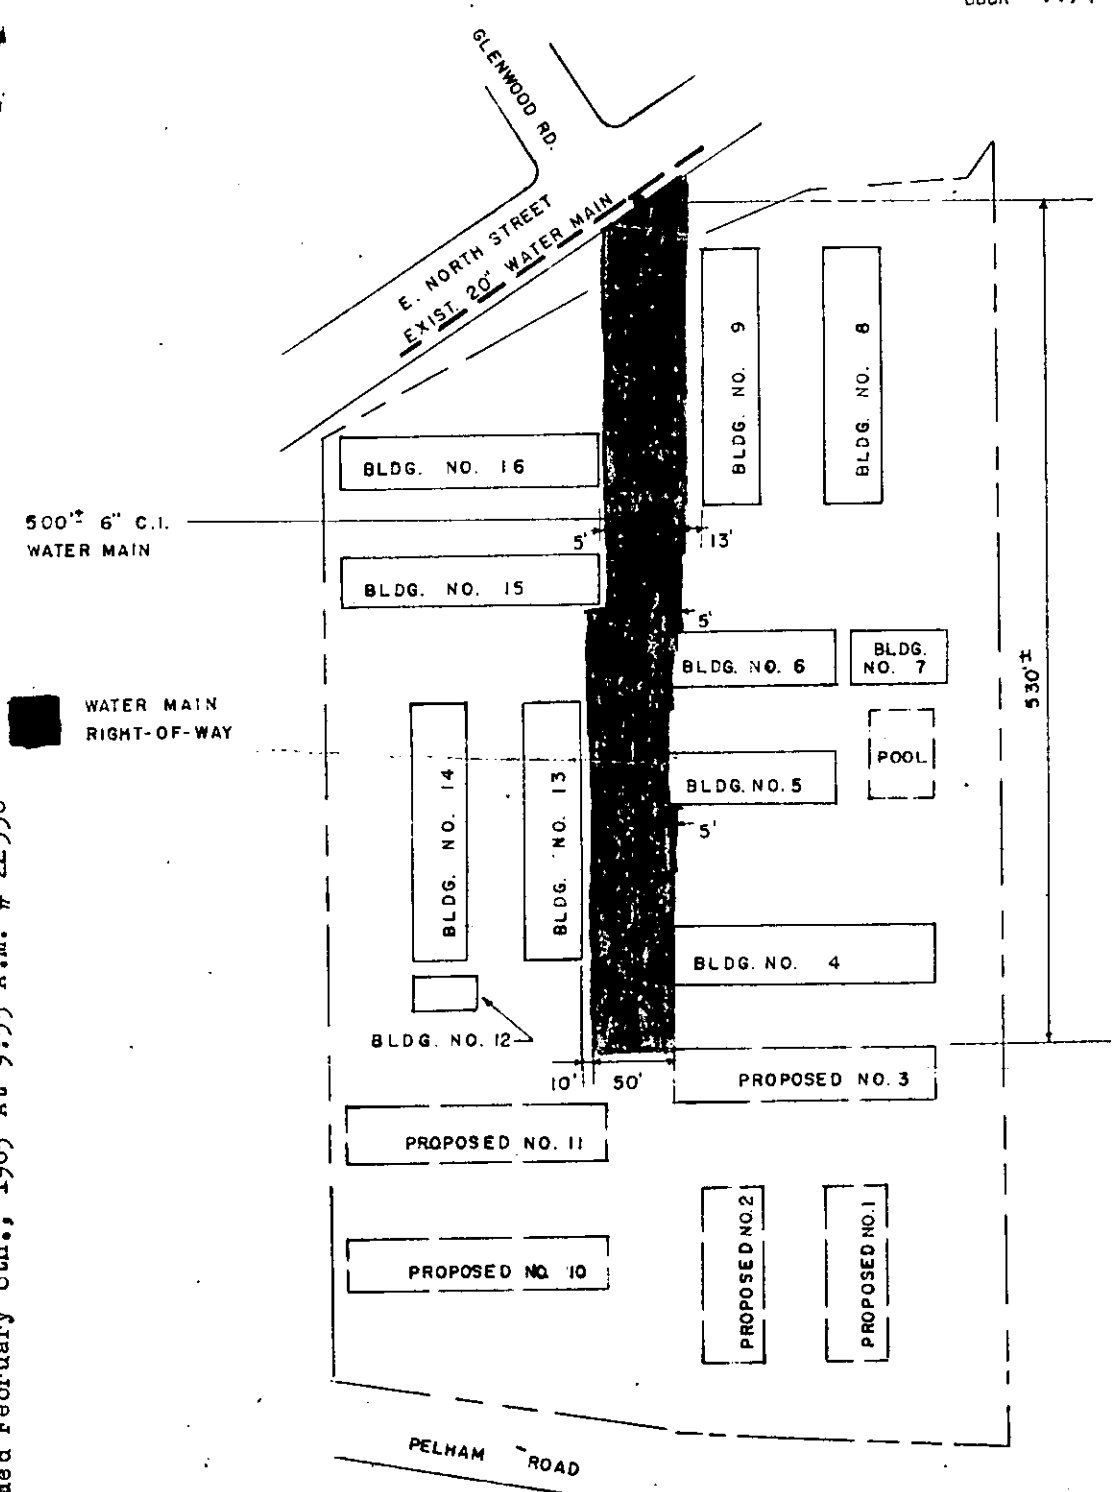 GLENWOOD RD.
E. NORTH STREET
EXIST. 20" WATER MAIN
BLDG. NO. 9
BLDG. NO. 8
BLDG. NO. 16
500'± 6" C.I.
WATER MAIN
5'
13'
BLDG. NO. 15
5'
BLDG. NO. 6
BLDG.
NO. 7
530'±
WATER MAIN
RIGHT-OF-WAY
POOL
BLDG. NO. 14
BLDG. NO. 13
BLDG. NO. 5
5'
BLDG. NO. 4
BLDG. NO. 12
10'
50'
PROPOSED NO. 3
PROPOSED NO. 11
PROPOSED NO. 2
PROPOSED NO. 1
PROPOSED NO. 10
PELHAM ROAD
February
At 9:
A.M. #